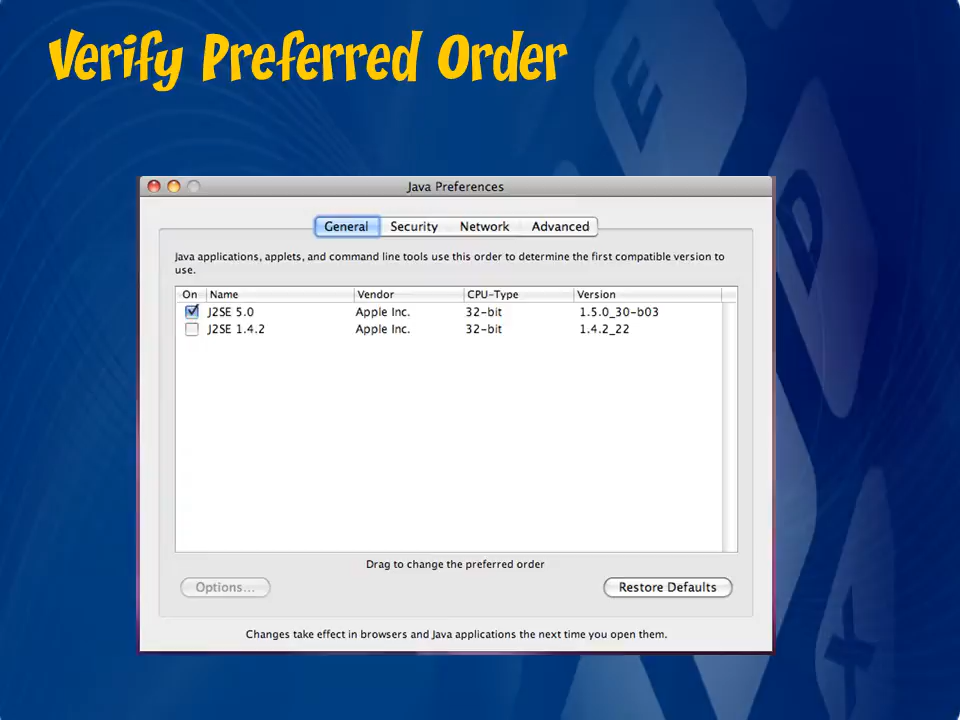 Verify Preferred Order
Java Preferences
General Security Network Advanced
Java applications, applets, and command line tools use this order to determine the first compatible version to
use.
On Name Vendor CPU-Type Version
J2SE 5.0 Apple Inc. 32-bit 1.5.0_30-b03
J2SE 1.4.2 Apple Inc. 32-bit 1.4.2_22
Drag to change the preferred order
Options... Restore Defaults
Changes take effect in browsers and Java applications the next time you open them.